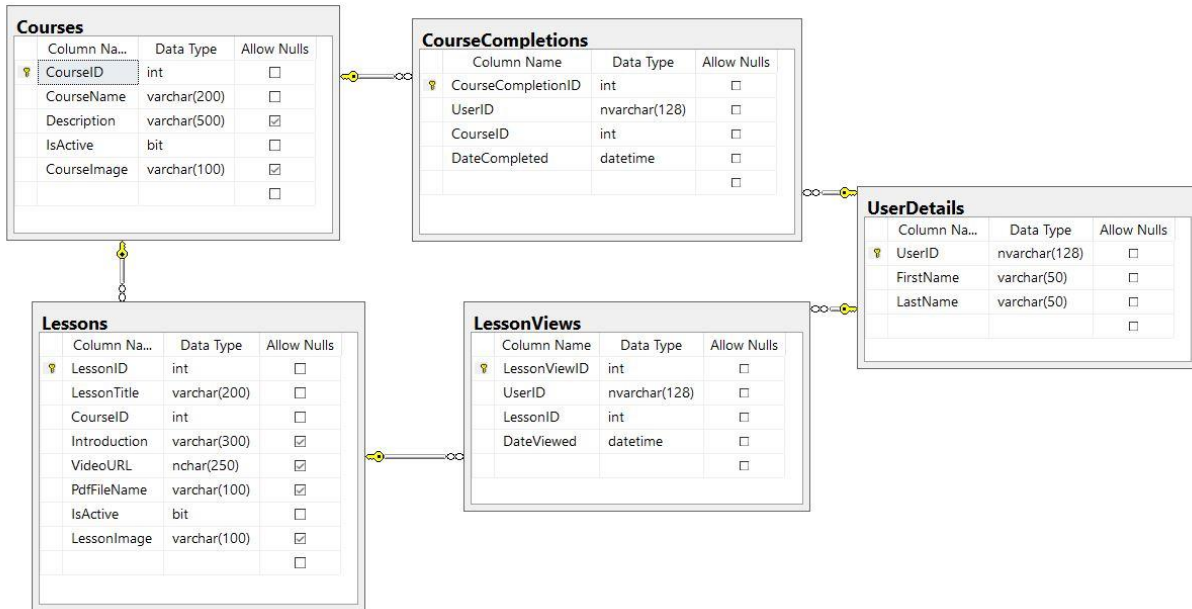 Courses
Column Na... Data Type Allow Nulls
CourseID int
CourseName varchar(200)
Description varchar(500)
IsActive bit
CourseImage varchar(100)
CourseCompletions
Column Name Data Type Allow Nulls
CourseCompletionID int
UserID nvarchar(128)
CourseID int
DateCompleted datetime
UserDetails
Column Na... Data Type Allow Nulls
UserID nvarchar(128)
FirstName varchar(50)
LastName varchar(50)
Lessons
Column Na... Data Type Allow Nulls
LessonID int
LessonTitle varchar(200)
CourseID int
Introduction varchar(300)
VideoURL nchar(250)
PdfFileName varchar(100)
IsActive bit
LessonImage varchar(100)
LessonViews
Column Name Data Type Allow Nulls
LessonViewID int
UserID nvarchar(128)
LessonID int
DateViewed datetime